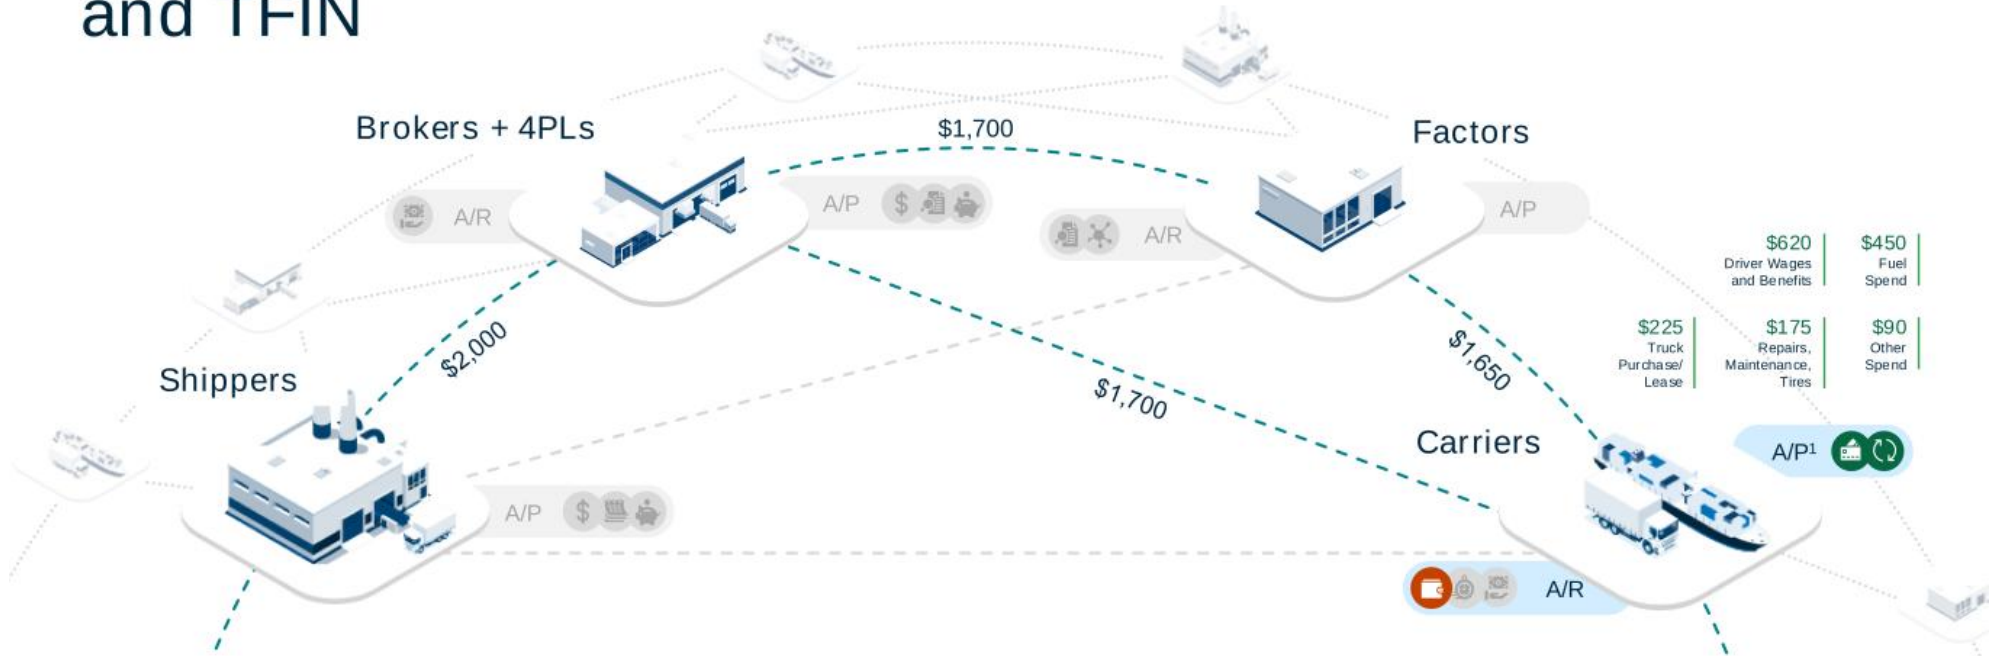 and TFIN
Brokers + 4PLs
$1,700
Factors
A/R
A/P
$
A/R
A/P
$620
Driver Wages
and Benefits
$450
Fuel
Spend
$2,000
$1,650
$225
Truck
Purchase/
Lease
$175
Repairs,
Maintenance,
Tires
$90
Other
Spend
Shippers
$1,700
Carriers
A/P¹
A/P
$
A/R